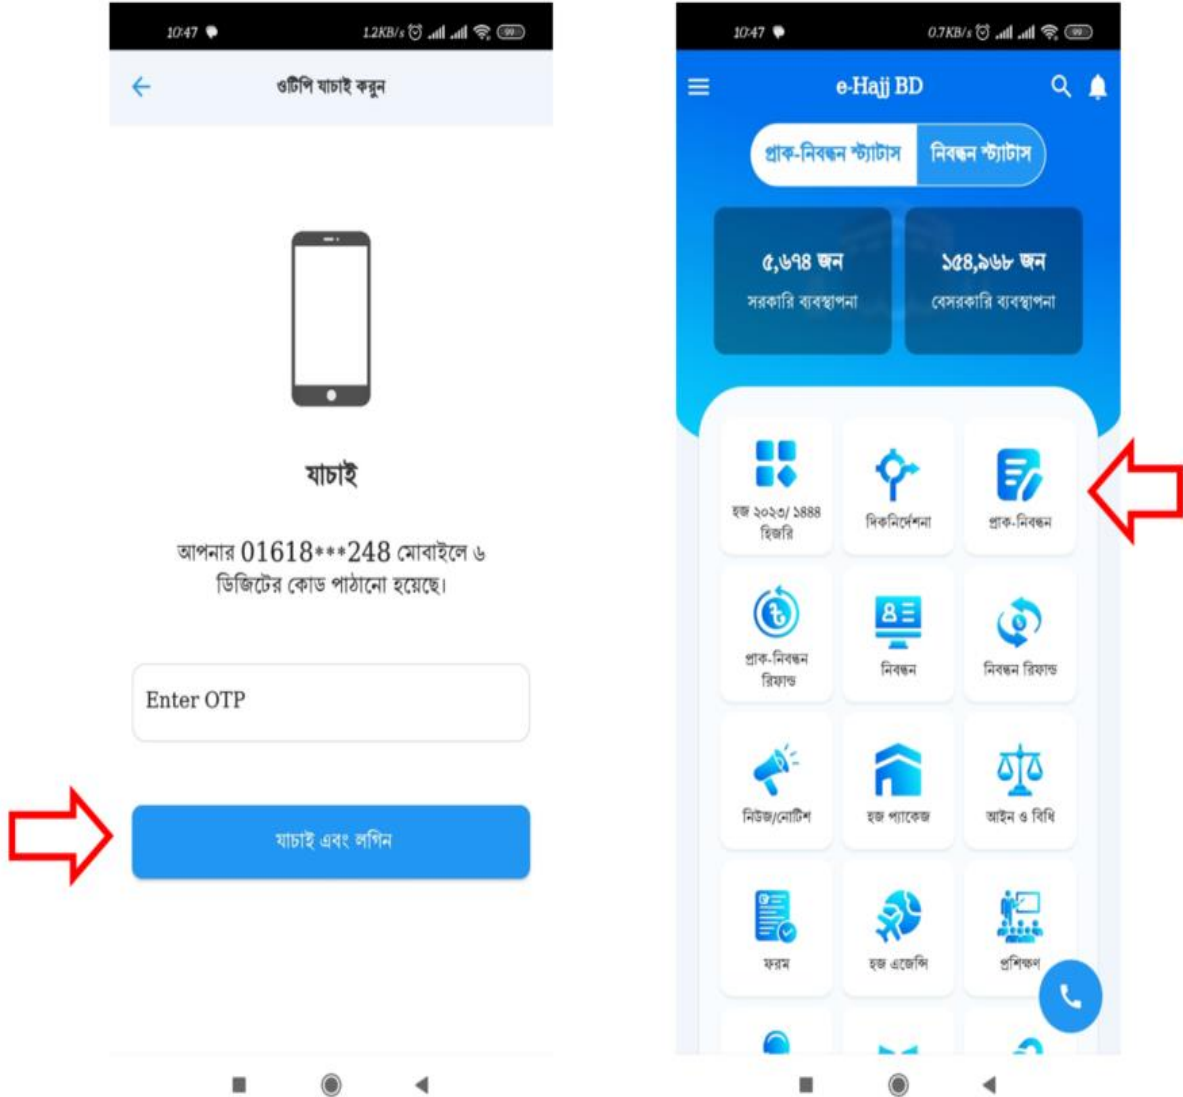 10:47
1.2KB/s
99
ওটিপি যাচাই করুন
যাচাই
আপনার 01618***248 মোবাইলে ৬
ডিজিটের কোড পাঠানো হয়েছে।
Enter OTP
যাচাই এবং লগিন
10:47
0.7KB/s
99
e-Hajj BD
প্রাক-নিবন্ধন স্ট্যাটাস
নিবন্ধন স্ট্যাটাস
৫,৬৭৪ জন
সরকারি ব্যবস্থাপনা
১৫৪,৯৬৮ জন
বেসরকারি ব্যবস্থাপনা
হজ ২০২৩/ ১৪৪৪
হিজরি
দিকনির্দেশনা
প্রাক-নিবন্ধন
প্রাক-নিবন্ধন
রিফান্ড
নিবন্ধন
নিবন্ধন রিফান্ড
নিউজ/নোটিশ
হজ প্যাকেজ
আইন ও বিধি
ফরম
হজ এজেন্সি
প্রশিক্ষণ